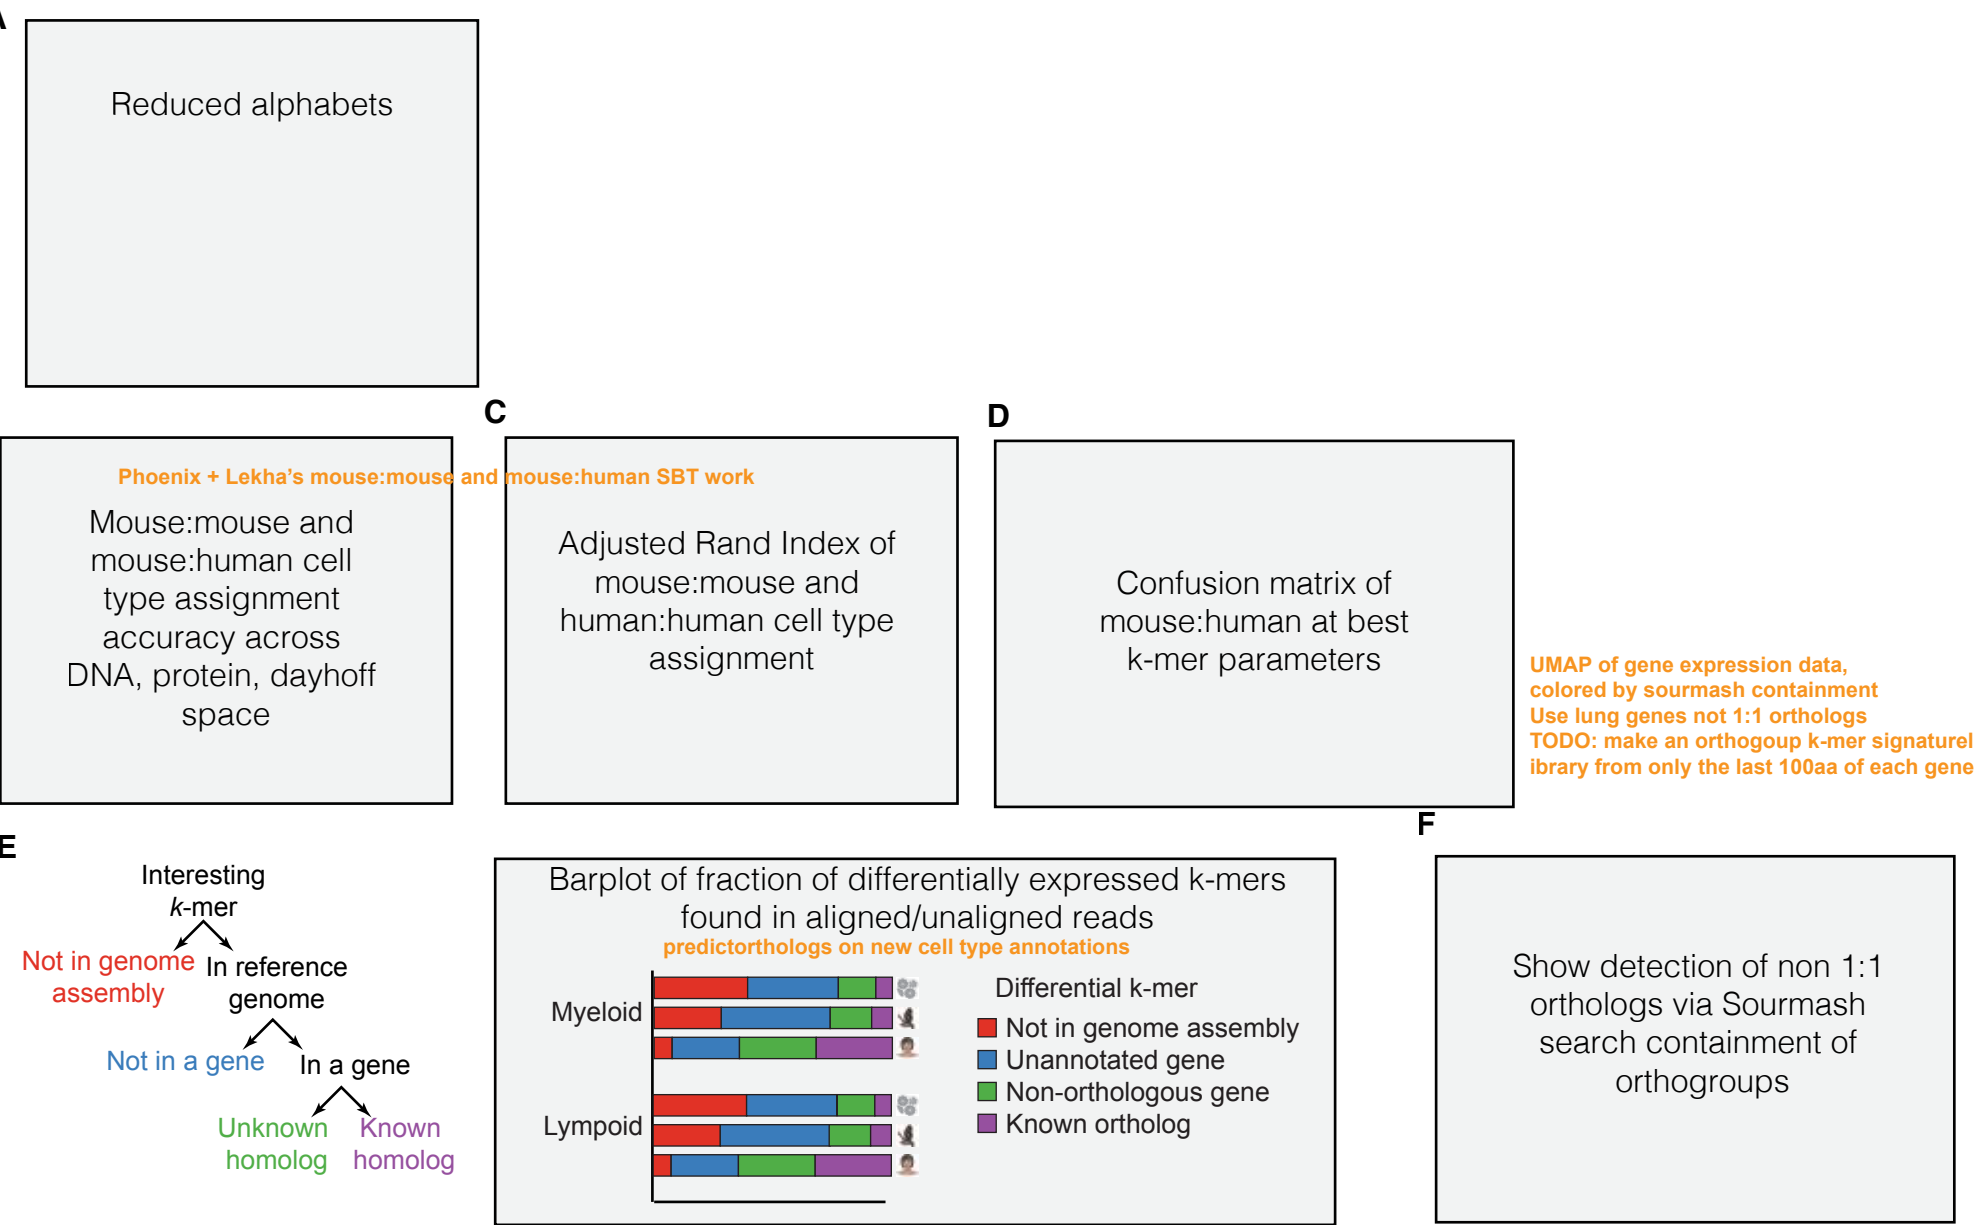 A
Reduced alphabets
C
D
Phoenix + Lekha's mouse:mouse and mouse:human SBT work
Mouse:mouse and
mouse:human cell
type assignment
accuracy across
DNA, protein, dayhoff
space
Adjusted Rand Index of
mouse:mouse and
human:human cell type
assignment
Confusion matrix of
mouse:human at best
k-mer parameters
UMAP of gene expression data,
colored by sourmash containment
Use lung genes not 1:1 orthologs
TODO: make an orthogoup k-mer signaturel
ibrary from only the last 100aa of each gene
E
Interesting
k-mer
Not in genome
assembly
In reference
genome
Not in a gene
In a gene
Unknown
homolog
Known
homolog
Barplot of fraction of differentially expressed k-mers
found in aligned/unaligned reads
predictorthologs on new cell type annotations
Myeloid
Lympoid
Differential k-mer
Not in genome assembly
Unannotated gene
Non-orthologous gene
Known ortholog
F
Show detection of non 1:1
orthologs via Sourmash
search containment of
orthogroups